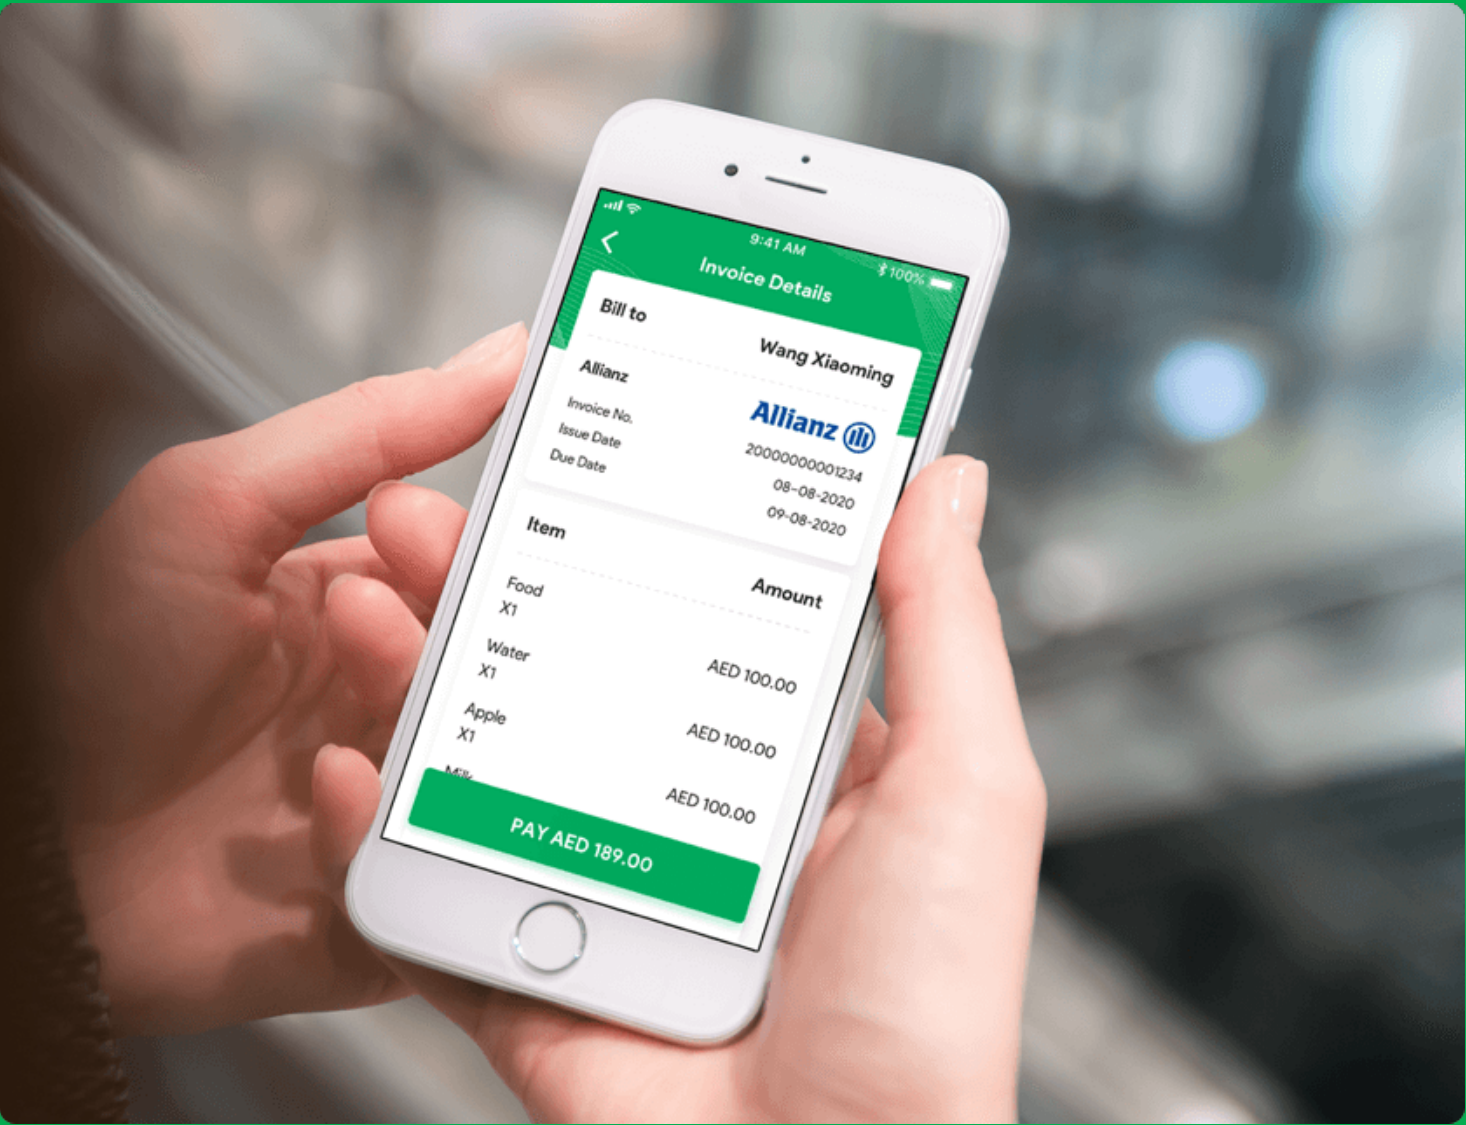 9:41 AM
100%
Invoice Details
Bill to
Wang Xiaoming
Allianz
Allianz
Invoice No.
20000000001234
Issue Date
08-08-2020
Due Date
09-08-2020
Item
Amount
Food
X1
AED 100.00
Water
X1
AED 100.00
Apple
X1
AED 100.00
Milk
PAY AED 189.00